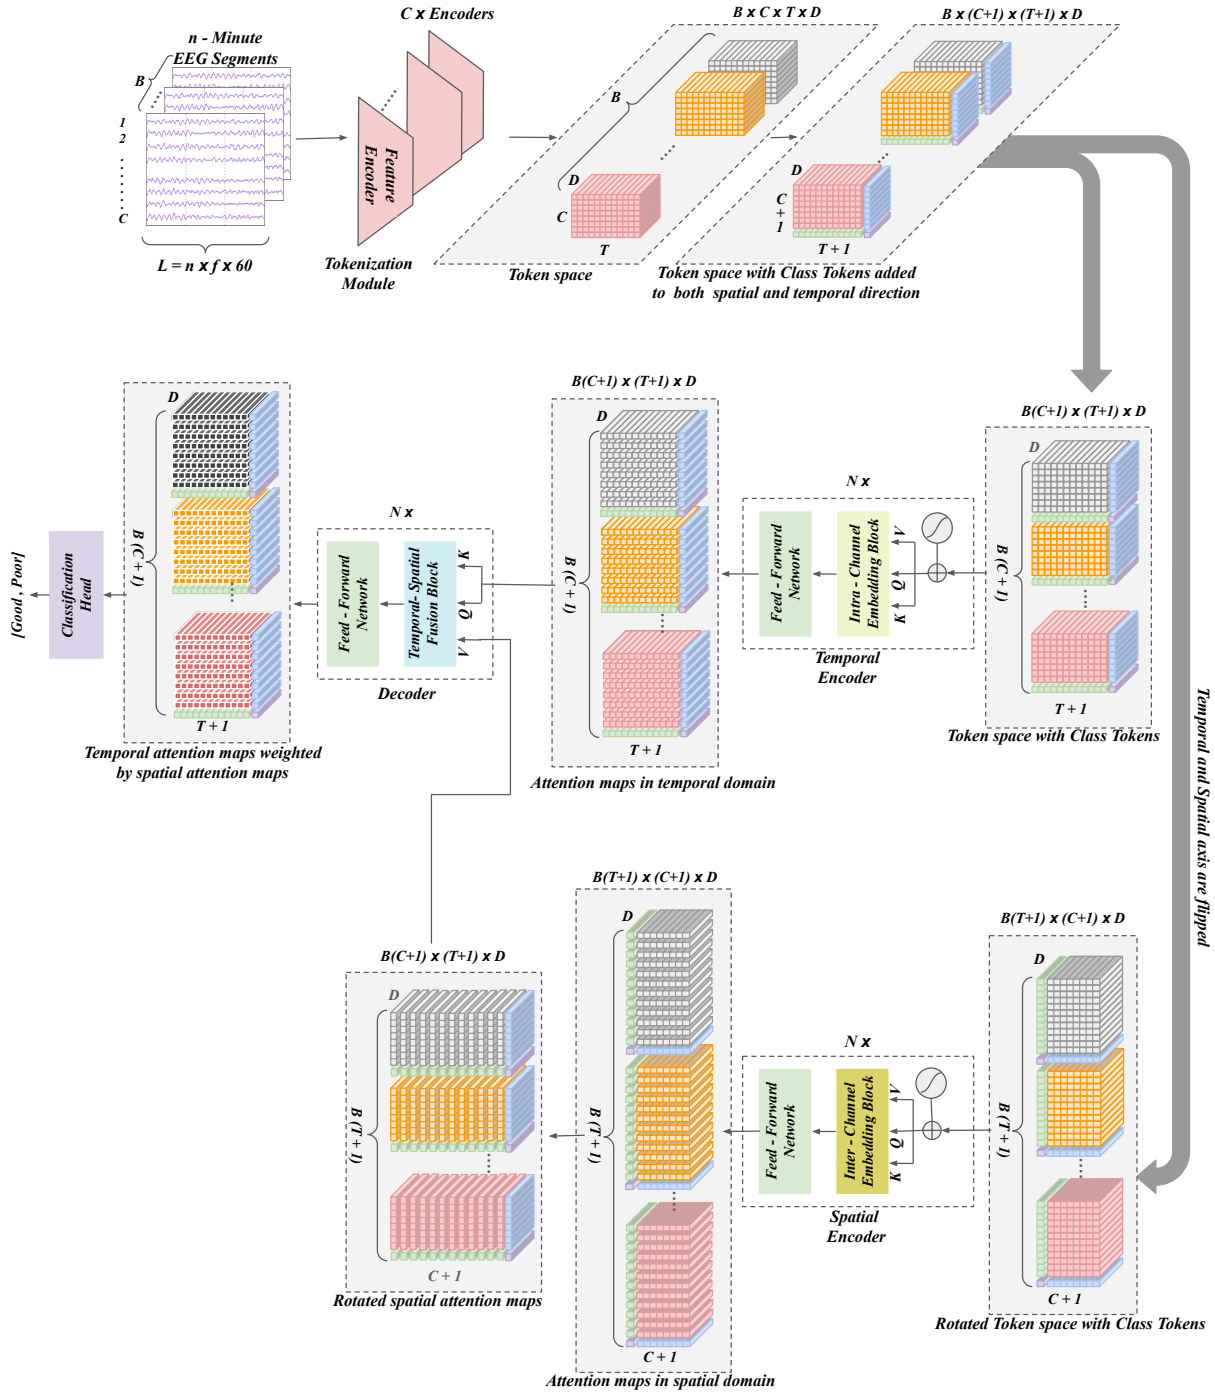 n - Minute
EEG Segments
B
1
2
C
L = n x f x 60
C x Encoders
Feature
Encoder
Tokenization
Module
B x C x T x D
B
D
C
T
Token space
B x (C+1) x (T+1) x D
D
C
+
1
T + 1
Token space with Class Tokens added
to both spatial and temporal direction
Temporal and Spatial axis are flipped
B(C+1) x (T+1) x D
D
B (C + 1)
T + 1
Token space with Class Tokens
N x
V
Q
K
Intra - Channel
Embedding Block
Feed - Forward
Network
Temporal
Encoder
B(C+1) x (T+1) x D
D
B (C + 1)
T + 1
Attention maps in temporal domain
N x
K
Q
V
Temporal- Spatial
Fusion Block
Feed - Forward
Network
Decoder
D
B (C + 1)
T + 1
Temporal attention maps weighted
by spatial attention maps
Classification
Head
[Good , Poor]
B(T+1) x (C+1) x D
D
B (T + 1)
C + 1
Rotated Token space with Class Tokens
N x
V
Q
K
Inter - Channel
Embedding Block
Feed - Forward
Network
Spatial
Encoder
B(T+1) x (C+1) x D
D
B (T + 1)
C + 1
Attention maps in spatial domain
B(C+1) x (T+1) x D
D
B (T + 1)
C + 1
Rotated spatial attention maps